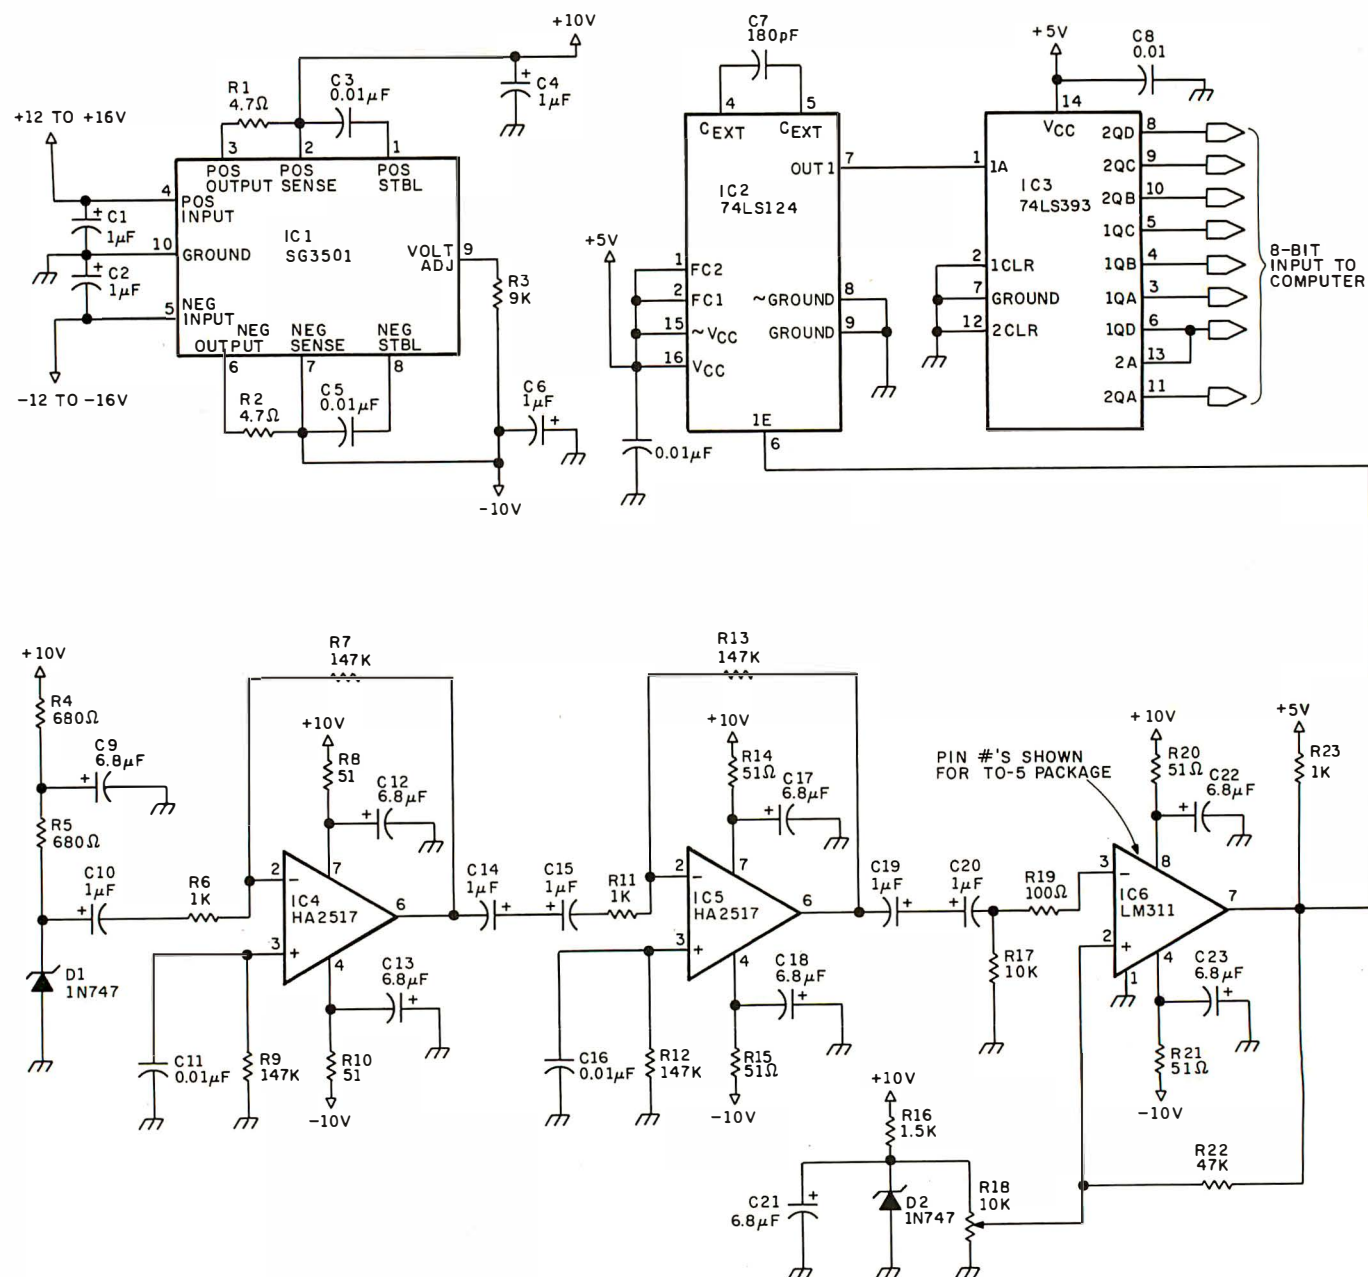 +10V
C3
0.01µF
R1
4.7Ω
+
C4
1µF
+12 TO +16V
3
2
1
POS
OUTPUT
POS
SENSE
POS
STBL
4
POS
INPUT
+
C1
1µF
IC1
SG3501
10
GROUND
VOLT
ADJ
9
+
C2
1µF
R3
9K
5
NEG
INPUT
NEG
OUTPUT
NEG
SENSE
NEG
STBL
6
7
8
-12 TO -16V
R2
4.7Ω
C5
0.01µF
C6
1µF
+
-10V
C7
180pF
4
5
CEXT
CEXT
OUT1
7
IC2
74LS124
+5V
1
FC2
2
FC1
15
~VCC
16
VCC
~GROUND
8
GROUND
9
1E
6
0.01µF
+5V
C8
0.01
14
VCC
1
1A
IC3
74LS393
2
1CLR
7
GROUND
12
2CLR
2QD
8
2QC
9
2QB
10
1QC
5
1QB
4
1QA
3
1QD
6
2A
13
2QA
11
8-BIT
INPUT TO
COMPUTER
+10V
R4
680Ω
C9
6.8µF
+
R5
680Ω
C10
1µF
+
R6
1K
D1
1N747
R7
147K
+10V
R8
51
C12
6.8µF
+
2
−
7
IC4
HA2517
6
3
+
4
C13
6.8µF
+
C11
0.01µF
R9
147K
R10
51
-10V
C14
1µF
+
C15
1µF
+
R11
1K
R13
147K
+10V
R14
51Ω
C17
6.8µF
+
2
−
7
IC5
HA2517
6
3
+
4
C18
6.8µF
+
C16
0.01µF
R12
147K
R15
51Ω
-10V
C19
1µF
+
C20
1µF
+
R19
100Ω
R17
10K
PIN #'S SHOWN
FOR TO-5 PACKAGE
+10V
R20
51Ω
C22
6.8µF
+
+5V
R23
1K
3
−
8
IC6
LM311
7
2
+
1
4
C23
6.8µF
+
R21
51Ω
-10V
+10V
R16
1.5K
C21
6.8µF
+
D2
1N747
R18
10K
R22
47K